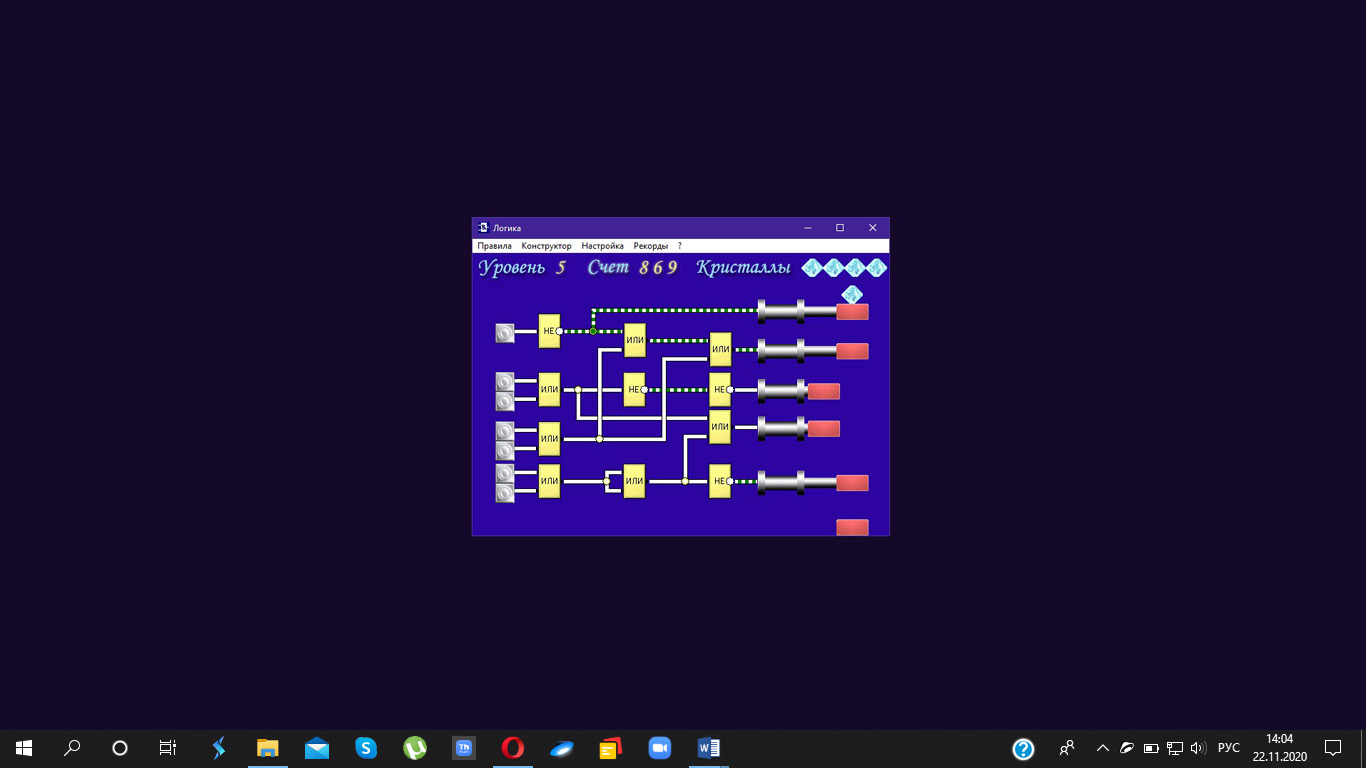 Логика
Правила Конструктор Настройка Рекорды ?
Уровень 5 Счет 869 Кристаллы
НЕ
ИЛИ
ИЛИ
ИЛИ НЕ НЕ
ИЛИ
ИЛИ
ИЛИ ИЛИ НЕ
Th
W
?
РУС
14:04
22.11.2020